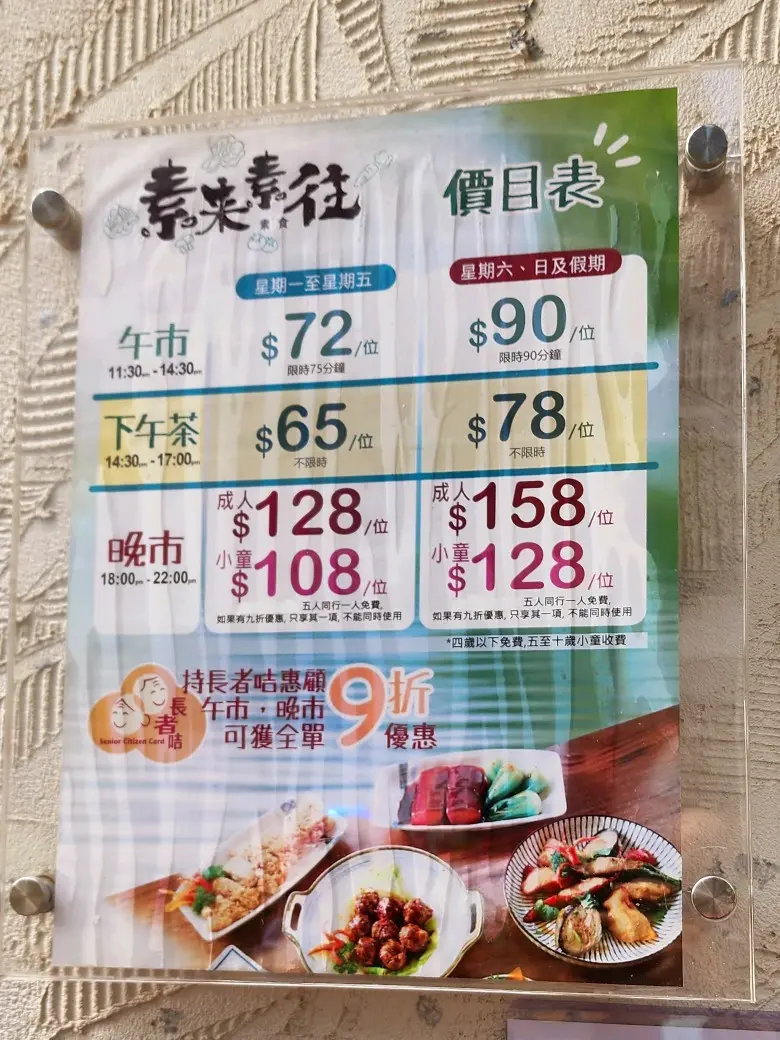 素来素往
素食
價目表
星期一至星期五
星期六、日及假期
午市
11:30am - 14:30pm
$72/位
限時75分鐘
$90/位
限時90分鐘
下午茶
14:30pm - 17:00pm
$65/位
不限時
$78/位
不限時
晚市
18:00pm - 22:00pm
成人
$128/位
小童
$108/位
五人同行一人免費,
如果有九折優惠, 只享其一項, 不能同時使用
成人
$158/位
小童
$128/位
五人同行一人免費,
如果有九折優惠, 只享其一項, 不能同時使用
*四歲以下免費,五至十歲小童收費
長者咭
Senior Citizen Card
持長者咭惠顧
午市，晚市
可獲全單
9折
優惠